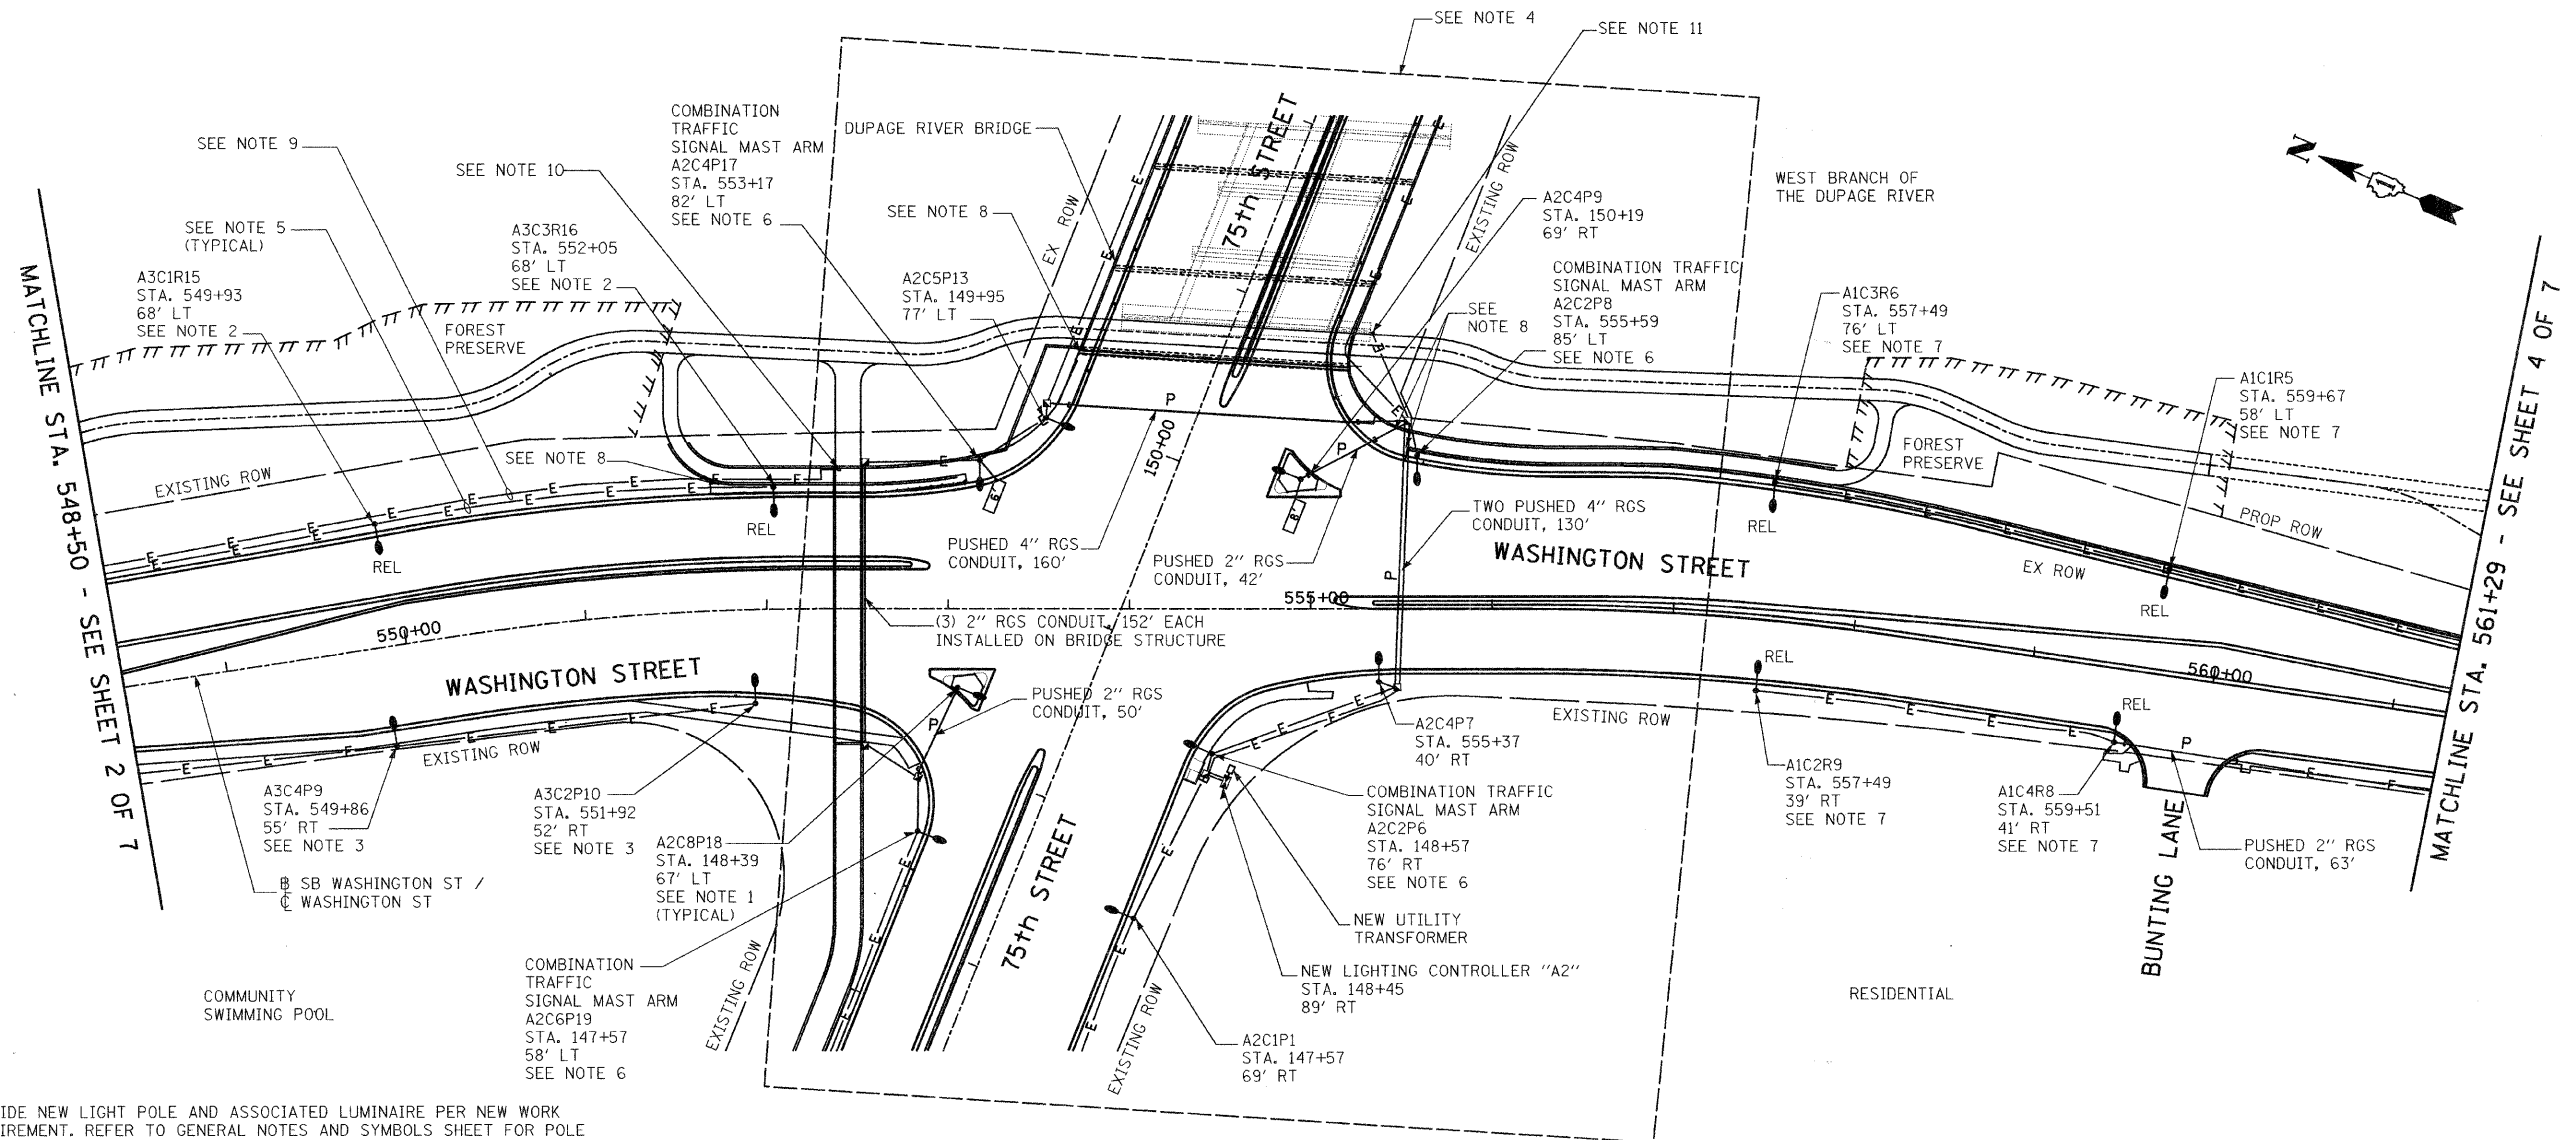 SEE NOTE 4
SEE NOTE 11
COMBINATION
TRAFFIC
SIGNAL MAST ARM
A2C4P17
STA. 553+17
82' LT
SEE NOTE 6
DUPAGE RIVER BRIDGE
SEE NOTE 9
SEE NOTE 10
SEE NOTE 5
(TYPICAL)
A3C3R16
STA. 552+05
68' LT
SEE NOTE 2
SEE NOTE 8
EX ROW
75th STREET
EXISTING ROW
A2C4P9
STA. 150+19
69' RT
WEST BRANCH OF
THE DUPAGE RIVER
N
1
A3C1R15
STA. 549+93
68' LT
SEE NOTE 2
FOREST
PRESERVE
A2C5P13
STA. 149+95
77' LT
SEE
NOTE 8
COMBINATION TRAFFIC
SIGNAL MAST ARM
A2C2P8
STA. 555+59
85' LT
SEE NOTE 6
A1C3R6
STA. 557+49
76' LT
SEE NOTE 7
A1C1R5
STA. 559+67
58' LT
SEE NOTE 7
MATCHLINE STA. 548+50 - SEE SHEET 2 OF 7
MATCHLINE STA. 561+29 - SEE SHEET 4 OF 7
EXISTING ROW
SEE NOTE 8
150+00
6'
8'
FOREST
PRESERVE
PROP ROW
REL
REL
REL
REL
PUSHED 4" RGS
CONDUIT, 160'
PUSHED 2" RGS
CONDUIT, 42'
TWO PUSHED 4" RGS
CONDUIT, 130'
WASHINGTON STREET
EX ROW
550+00
555+00
560+00
(3) 2" RGS CONDUIT, 152' EACH
INSTALLED ON BRIDGE STRUCTURE
WASHINGTON STREET
PUSHED 2" RGS
CONDUIT, 50'
EXISTING ROW
EXISTING ROW
REL
REL
A3C4P9
STA. 549+86
55' RT
SEE NOTE 3
A3C2P10
STA. 551+92
52' RT
SEE NOTE 3
A2C8P18
STA. 148+39
67' LT
SEE NOTE 1
(TYPICAL)
A2C4P7
STA. 555+37
40' RT
A1C2R9
STA. 557+49
39' RT
SEE NOTE 7
A1C4R8
STA. 559+51
41' RT
SEE NOTE 7
PUSHED 2" RGS
CONDUIT, 63'
BUNTING LANE
SB WASHINGTON ST /
WASHINGTON ST
COMBINATION TRAFFIC
SIGNAL MAST ARM
A2C2P6
STA. 148+57
76' RT
SEE NOTE 6
75th STREET
NEW UTILITY
TRANSFORMER
NEW LIGHTING CONTROLLER "A2"
STA. 148+45
89' RT
COMMUNITY
SWIMMING POOL
COMBINATION
TRAFFIC
SIGNAL MAST ARM
A2C6P19
STA. 147+57
58' LT
SEE NOTE 6
EXISTING ROW
EXISTING ROW
A2C1P1
STA. 147+57
69' RT
RESIDENTIAL
IDE NEW LIGHT POLE AND ASSOCIATED LUMINAIRE PER NEW WORK
IREMENT. REFER TO GENERAL NOTES AND SYMBOLS SHEET FOR POLE